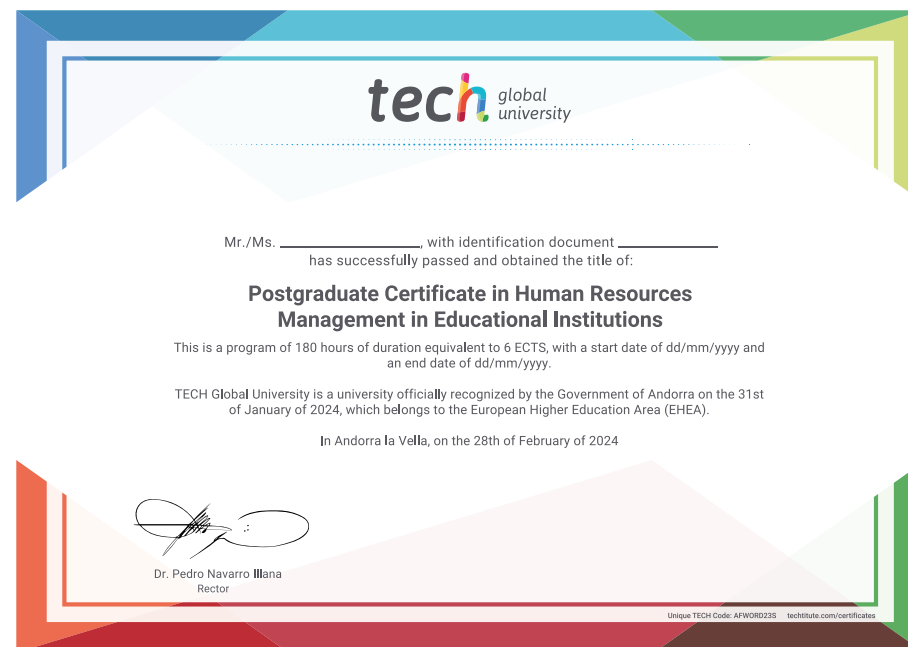 tech global university
Mr./Ms. ____________________, with identification document ______________
has successfully passed and obtained the title of:
Postgraduate Certificate in Human Resources
Management in Educational Institutions
This is a program of 180 hours of duration equivalent to 6 ECTS, with a start date of dd/mm/yyyy and
an end date of dd/mm/yyyy.
TECH Global University is a university officially recognized by the Government of Andorra on the 31st
of January of 2024, which belongs to the European Higher Education Area (EHEA).
In Andorra la Vella, on the 28th of February of 2024
Dr. Pedro Navarro Illana
Rector
Unique TECH Code: AFWORD23S techtitute.com/certificates